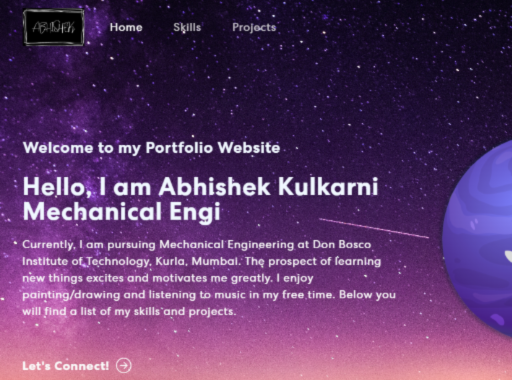 ABHISHEK Home Skills Projects
Welcome to my Portfolio Website
Hello, I am Abhishek Kulkarni
Mechanical Engi
Currently, I am pursuing Mechanical Engineering at Don Bosco
Institute of Technology, Kurla, Mumbai. The prospect of learning
new things excites and motivates me greatly. I enjoy
painting/drawing and listening to music in my free time. Below you
will find a list of my skills and projects.
Let's Connect!